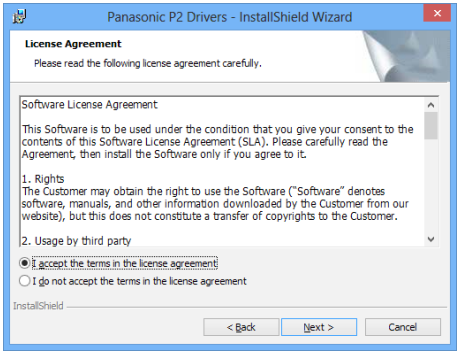 Panasonic P2 Drivers - InstallShield Wizard
License Agreement
Please read the following license agreement carefully.
Software License Agreement
This Software is to be used under the condition that you give your consent to the
contents of this Software License Agreement (SLA). Please carefully read the
Agreement, then install the Software only if you agree to it.
1. Rights
The Customer may obtain the right to use the Software ("Software" denotes
software, manuals, and other information downloaded by the Customer from our
website), but this does not constitute a transfer of copyrights to the Customer.
2. Usage by third party
I accept the terms in the license agreement
I do not accept the terms in the license agreement
InstallShield
< Back Next > Cancel